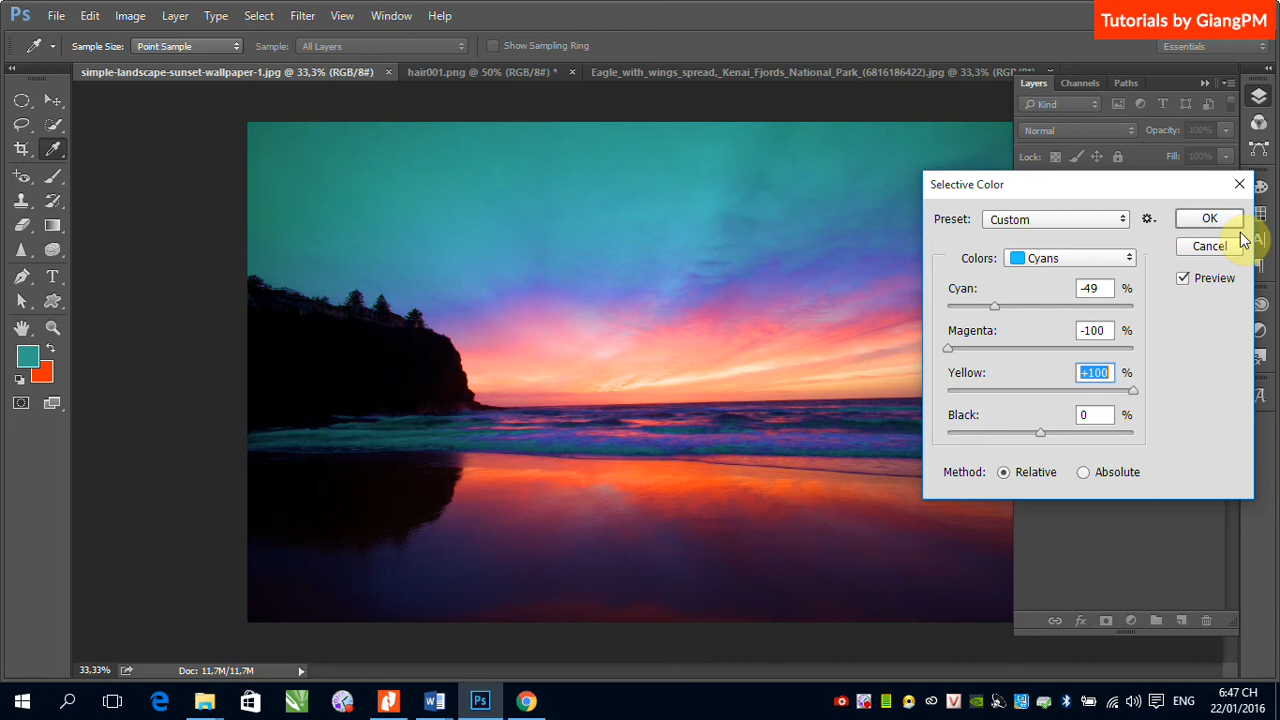 Ps File Edit Image Layer Type Select Filter View Window Help
Tutorials by GiangPM
Sample Size: Point Sample Sample: All Layers Show Sampling Ring
Essentials
simple-landscape-sunset-wallpaper-1.jpg @ 33,3% (RGB/8#) × hair001.png @ 50% (RGB/8#) * × Eagle_with_wings_spread,_Kenai_Fjords_National_Park_(6816186422).jpg @ 33,3% (RGB/8#) ×
Layers Channels Paths
Kind
Normal Opacity: 100%
Lock: Fill: 100%
Selective Color
Preset: Custom OK
Cancel
Colors: Cyans
Preview
Cyan: -49 %
Magenta: -100 %
Yellow: +100 %
Black: 0 %
Method: Relative Absolute
33,33% Doc: 11,7M/11,7M
ENG
6:47 CH
22/01/2016